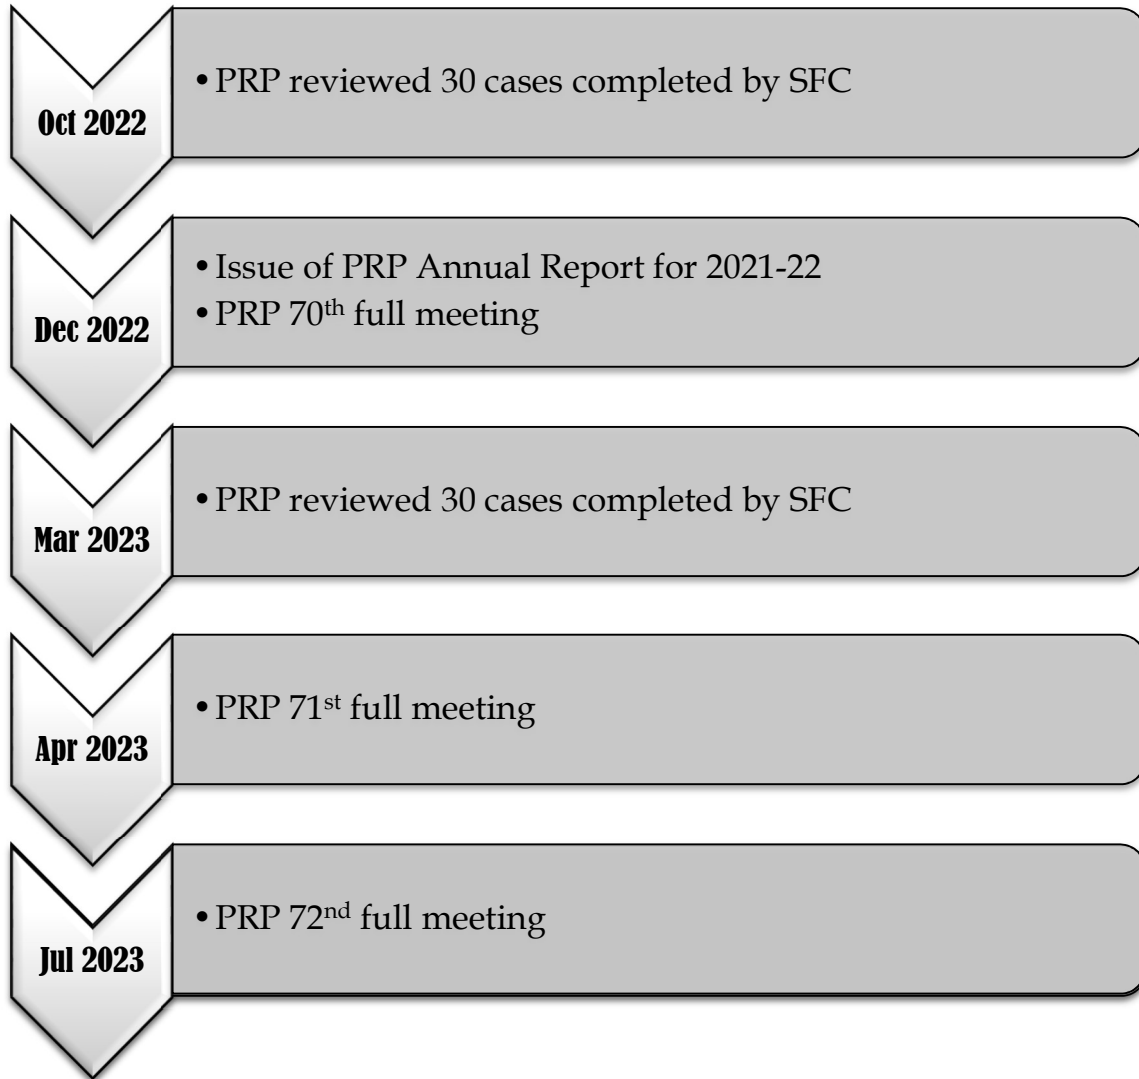 Oct 2022
• PRP reviewed 30 cases completed by SFC
Dec 2022
• Issue of PRP Annual Report for 2021-22
• PRP 70th full meeting
Mar 2023
• PRP reviewed 30 cases completed by SFC
Apr 2023
• PRP 71st full meeting
Jul 2023
• PRP 72nd full meeting